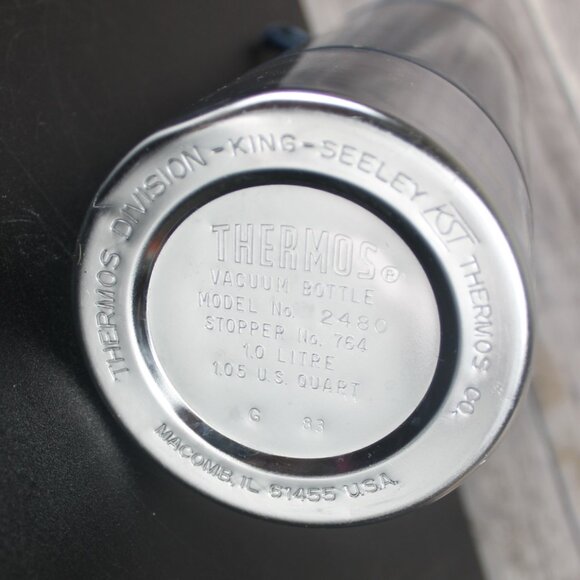 THERMOS DIVISION - KING - SEELEY KST THERMOS CO.
THERMOS®
VACUUM BOTTLE
MODEL No. 2480
STOPPER No. 764
1.0 LITRE
1.05 U.S. QUART
G 83
MACOMB, IL 61455 U.S.A.